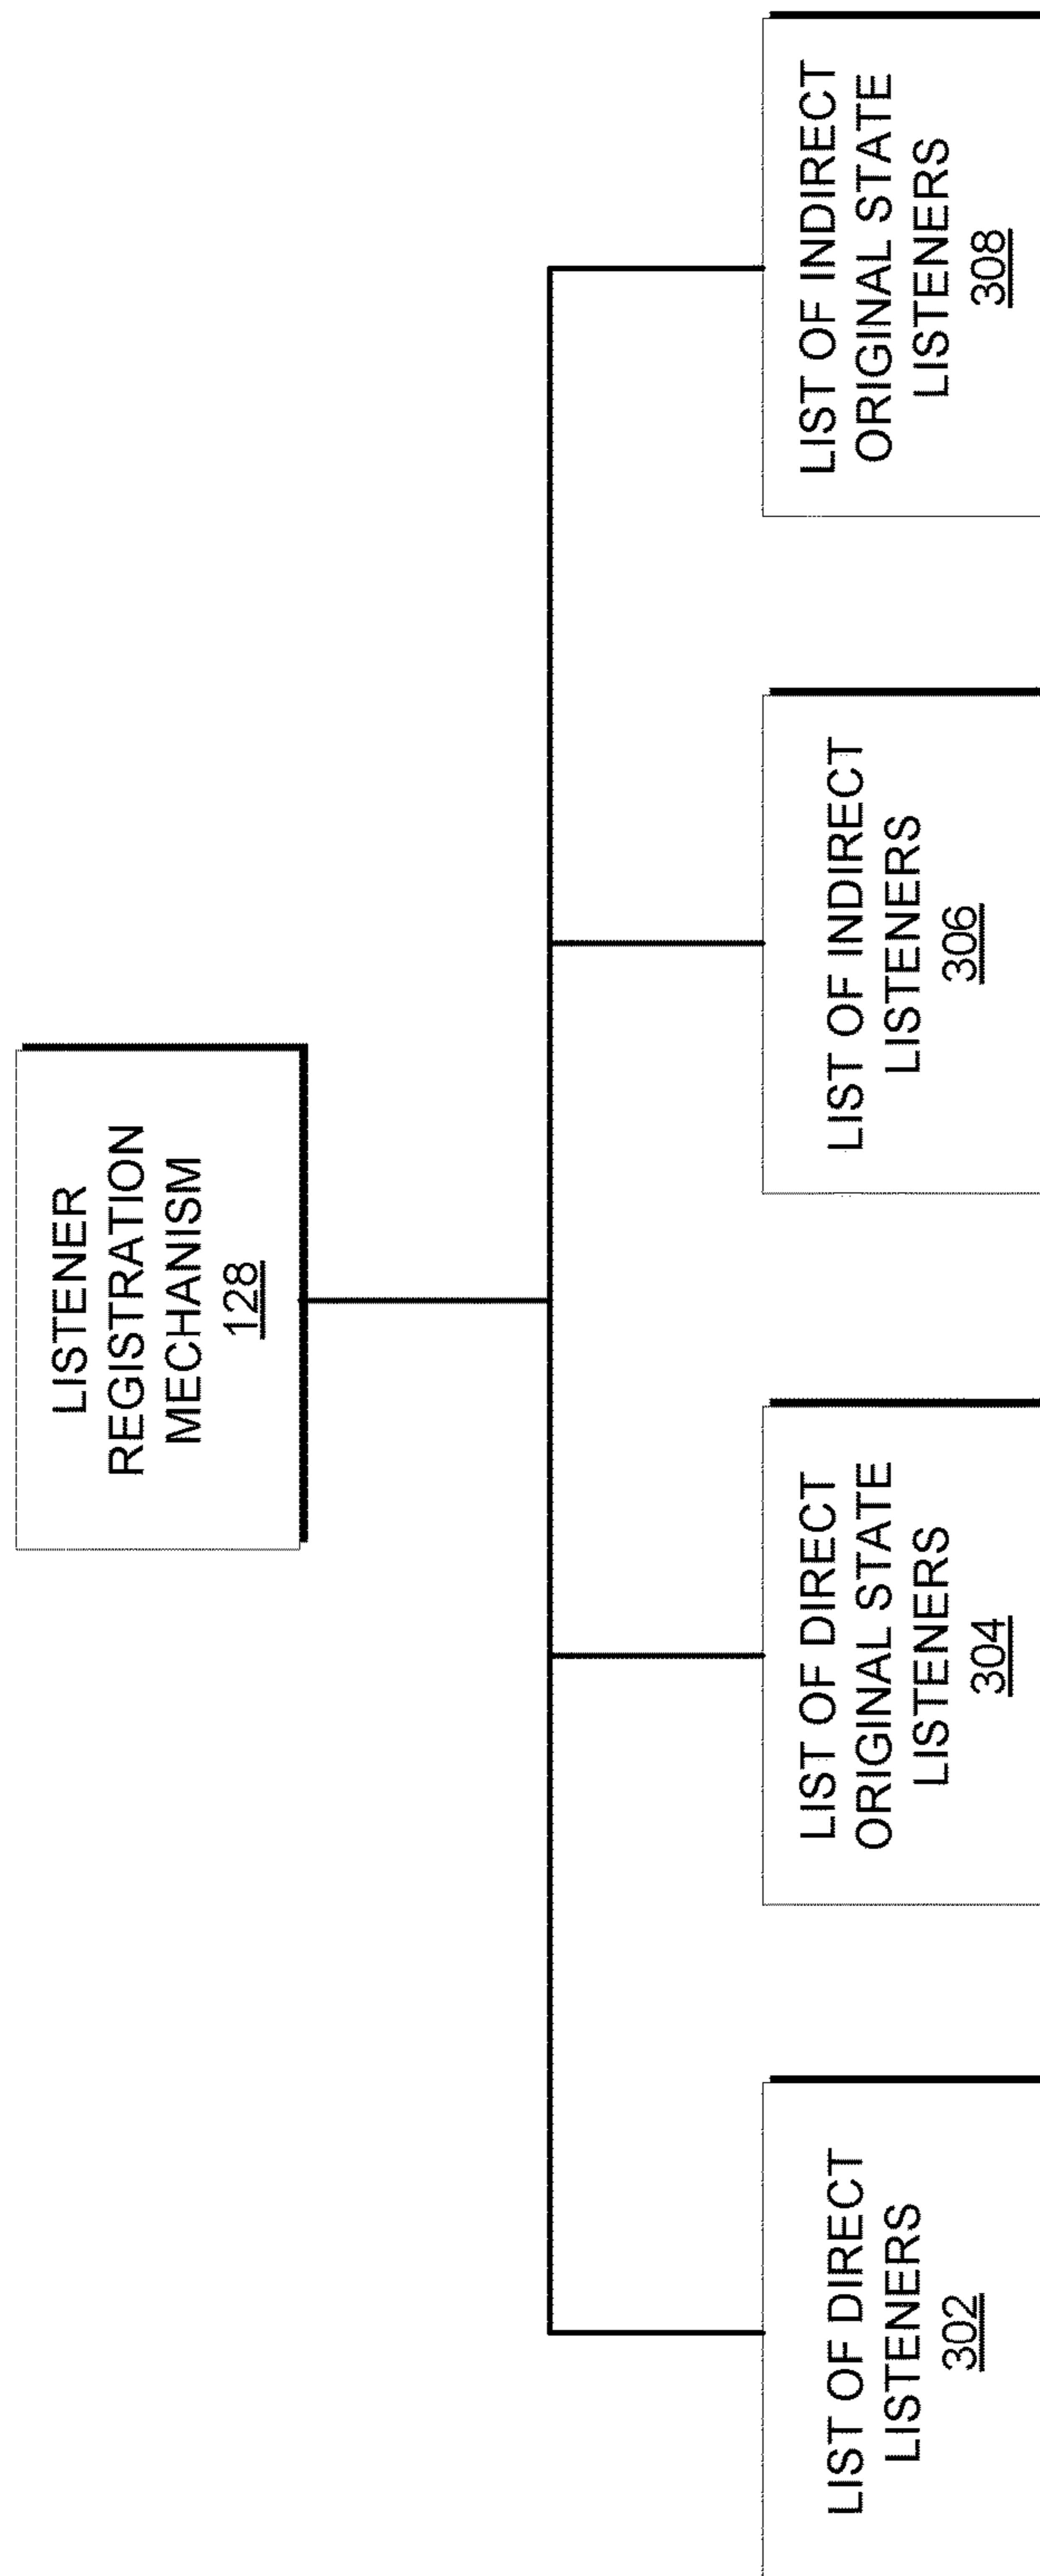 LISTENER
REGISTRATION
MECHANISM
128
LIST OF DIRECT
LISTENERS
302
LIST OF DIRECT
ORIGINAL STATE
LISTENERS
304
LIST OF INDIRECT
LISTENERS
306
LIST OF INDIRECT
ORIGINAL STATE
LISTENERS
308